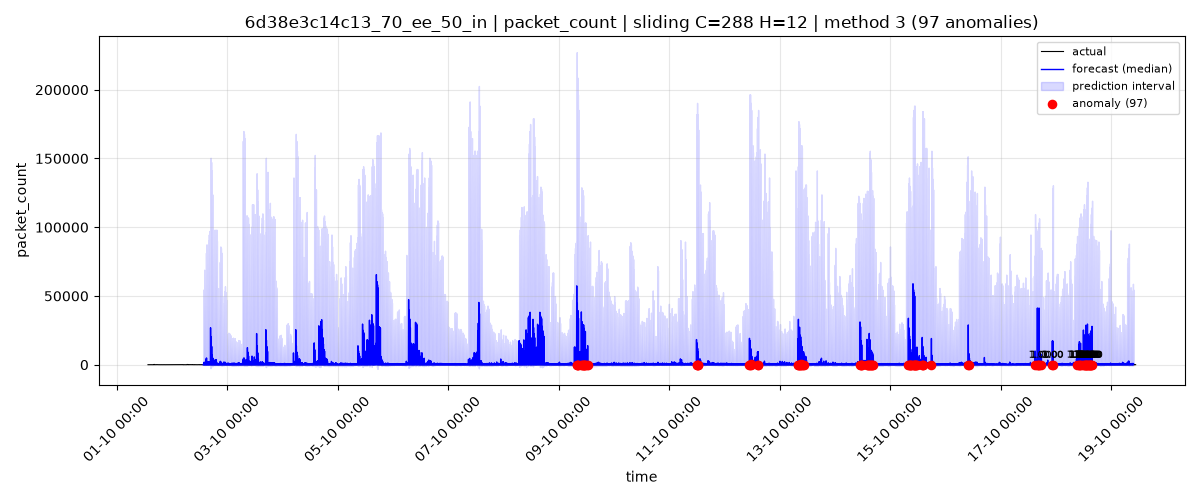 6d38e3c14c13_70_ee_50_in | packet_count | sliding C=288 H=12 | method 3 (97 anomalies)
actual
forecast (median)
prediction interval
anomaly (97)
packet_count
200000
150000
100000
50000
0
01-10 00:00
03-10 00:00
05-10 00:00
07-10 00:00
09-10 00:00
11-10 00:00
13-10 00:00
15-10 00:00
17-10 00:00
19-10 00:00
time